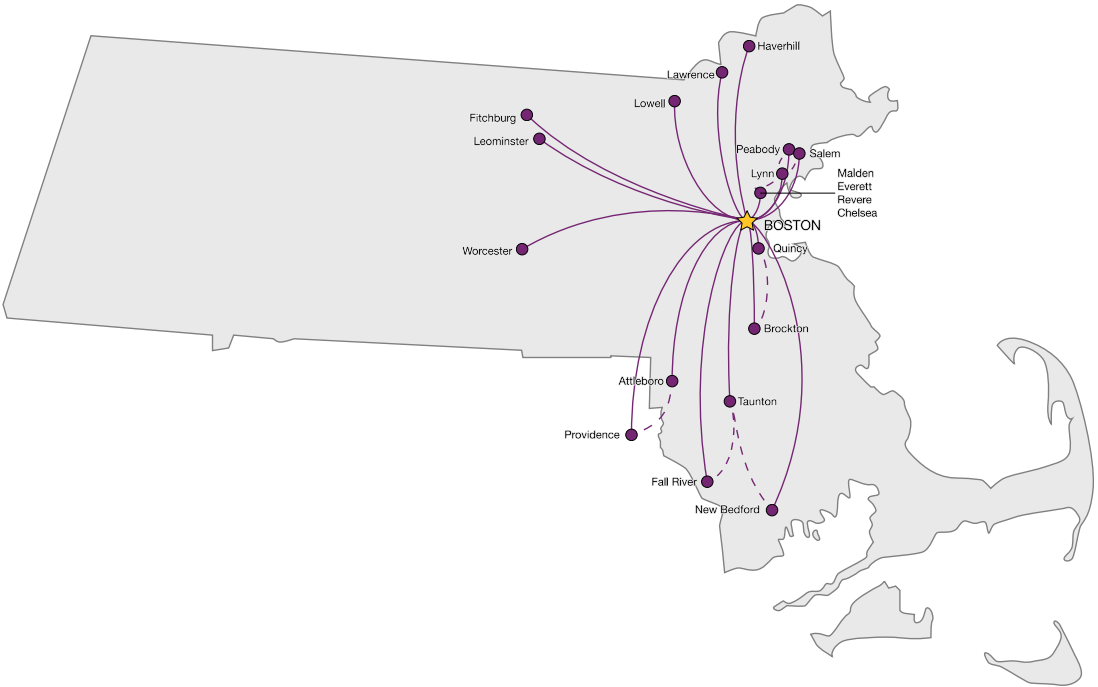 Haverhill
Lawrence
Lowell
Fitchburg
Leominster
Peabody
Salem
Lynn
Malden
Everett
Revere
Chelsea
BOSTON
Worcester
Quincy
Brockton
Attleboro
Taunton
Providence
Fall River
New Bedford